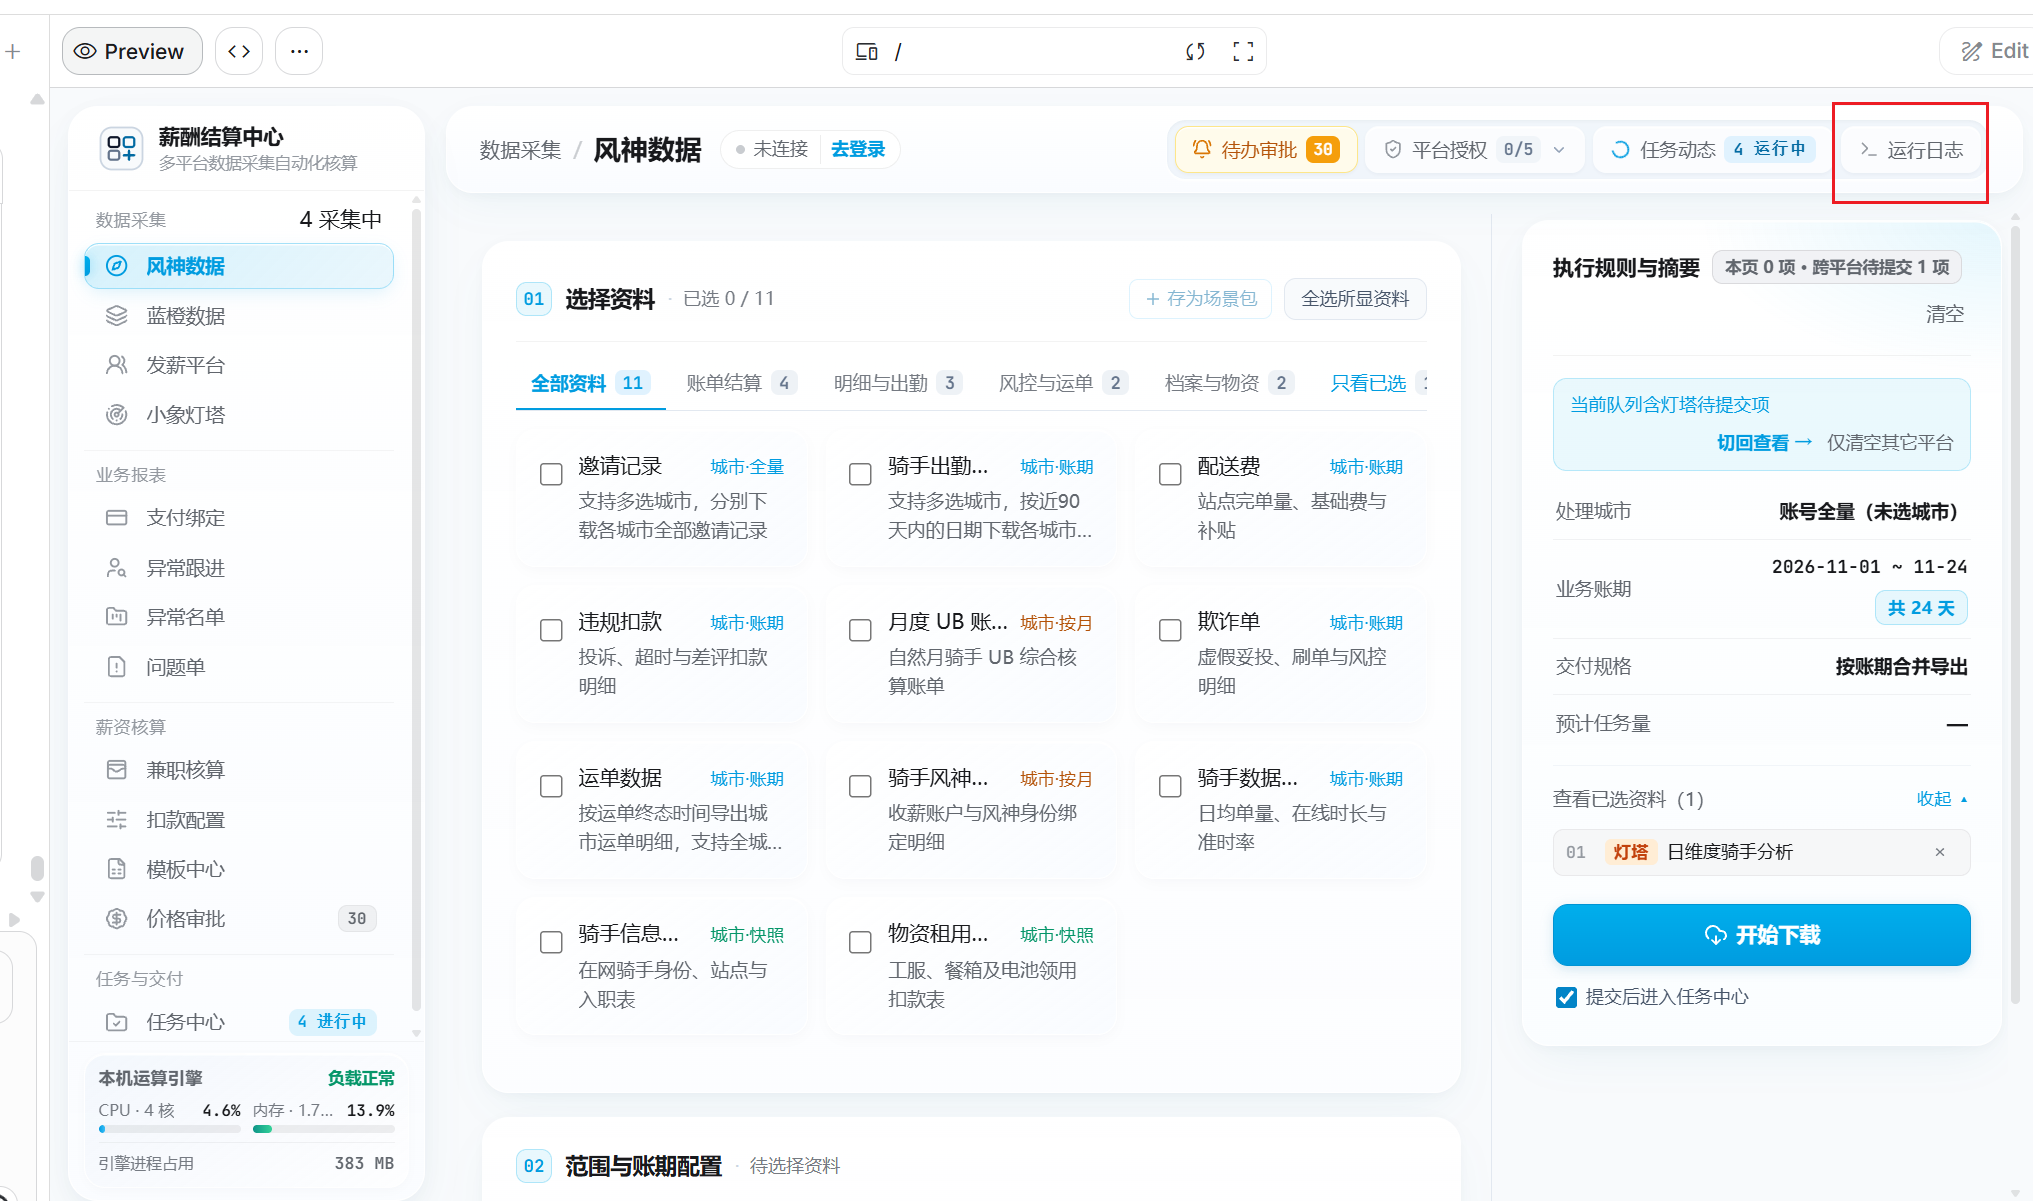 Preview
/
Edit
薪酬结算中心
多平台数据采集自动化核算
数据采集
4 采集中
风神数据
蓝橙数据
发薪平台
小象灯塔
业务报表
支付绑定
异常跟进
异常名单
问题单
薪资核算
兼职核算
扣款配置
模板中心
价格审批 30
任务与交付
任务中心 4 进行中
本机运算引擎 负载正常
CPU · 4 核 4.6% 内存 · 1.7... 13.9%
引擎进程占用 383 MB
数据采集 / 风神数据 未连接 去登录
待办审批 30 平台授权 0/5 任务动态 4 运行中 >_ 运行日志
01 选择资料 · 已选 0 / 11 + 存为场景包 全选所显资料
全部资料 11 账单结算 4 明细与出勤 3 风控与运单 2 档案与物资 2 只看已选
邀请记录 城市·全量
支持多选城市，分别下
载各城市全部邀请记录
骑手出勤... 城市·账期
支持多选城市，按近90
天内的日期下载各城市...
配送费 城市·账期
站点完单量、基础费与
补贴
违规扣款 城市·账期
投诉、超时与差评扣款
明细
月度 UB 账... 城市·按月
自然月骑手 UB 综合核
算账单
欺诈单 城市·账期
虚假妥投、刷单与风控
明细
运单数据 城市·账期
按运单终态时间导出城
市运单明细，支持全城...
骑手风神... 城市·按月
收薪账户与风神身份绑
定明细
骑手数据... 城市·账期
日均单量、在线时长与
准时率
骑手信息... 城市·快照
在网骑手身份、站点与
入职表
物资租用... 城市·快照
工服、餐箱及电池领用
扣款表
02 范围与账期配置 · 待选择资料
执行规则与摘要 本页 0 项 • 跨平台待提交 1 项
清空
当前队列含灯塔待提交项
切回查看 → 仅清空其它平台
处理城市 账号全量（未选城市）
业务账期 2026-11-01 ~ 11-24
共 24 天
交付规格 按账期合并导出
预计任务量 —
查看已选资料（1） 收起
01 灯塔 日维度骑手分析 ×
开始下载
提交后进入任务中心